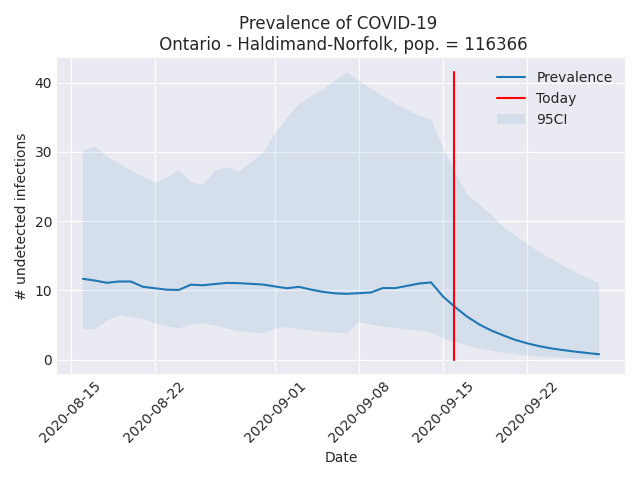 Prevalence of COVID-19
Ontario - Haldimand-Norfolk, pop. = 116366
# undetected infections
40
30
20
10
0
Prevalence
Today
95CI
2020-08-15
2020-08-22
2020-09-01
2020-09-08
2020-09-15
2020-09-22
Date